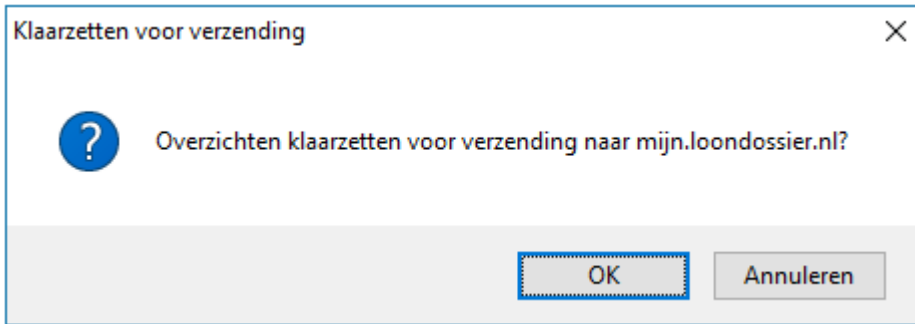 Klaarzetten voor verzending
?
Overzichten klaarzetten voor verzending naar mijn.loondossier.nl?
OK
Annuleren